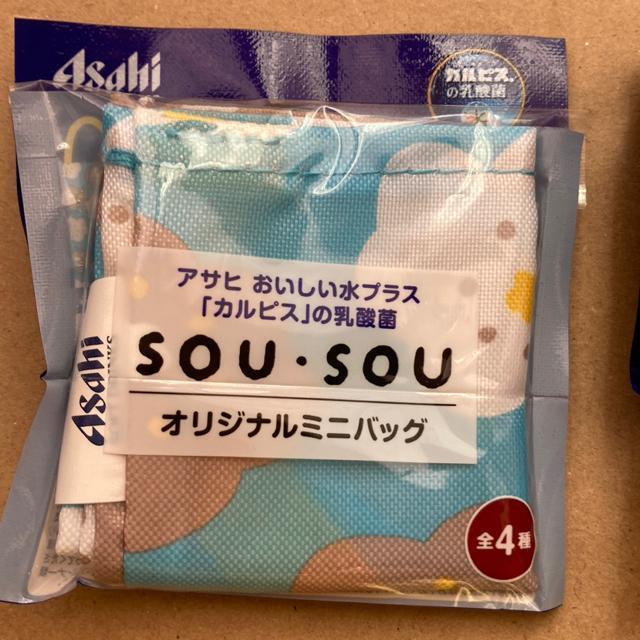 Asahi
カルピス®
の乳酸菌
アサヒ おいしい水プラス
「カルピス」の乳酸菌
SOU・SOU
オリジナルミニバッグ
Asahi
全4種